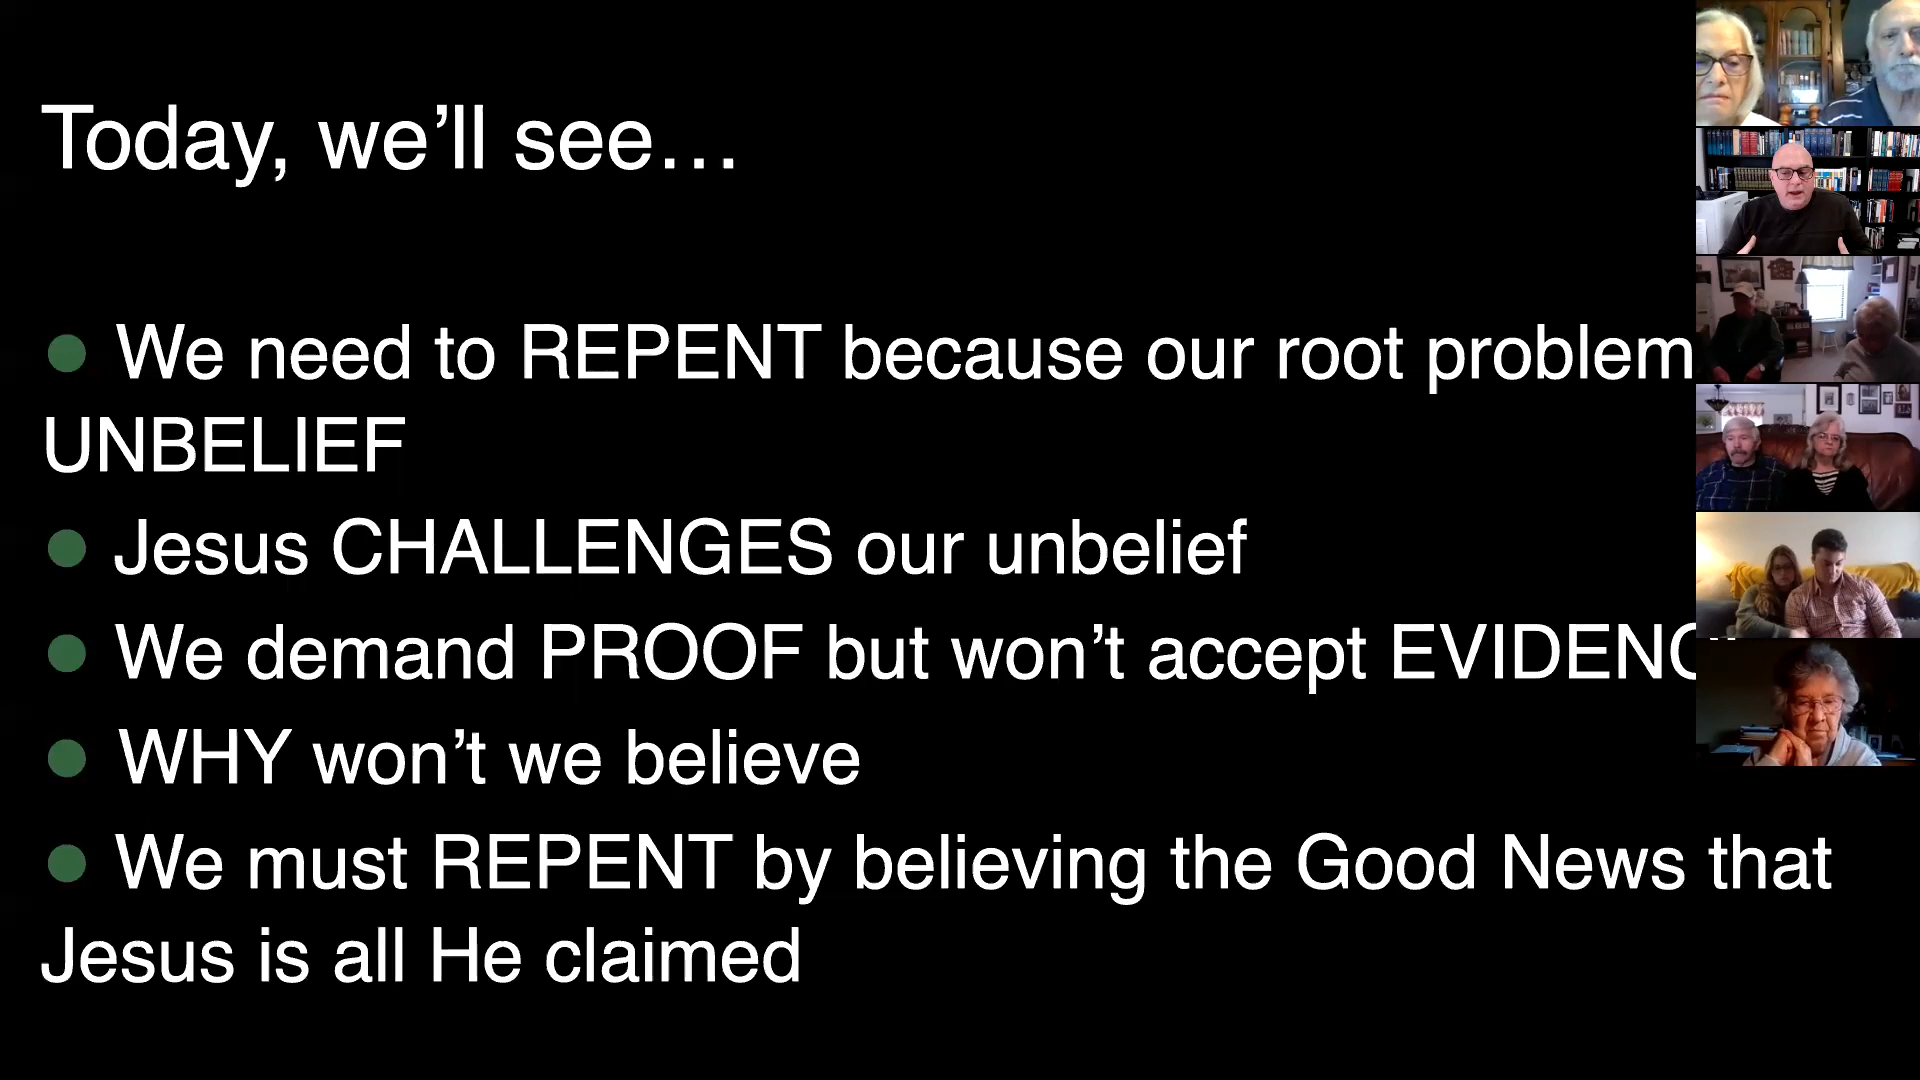 Today, we’ll see…
● We need to REPENT because our root problem
UNBELIEF
● Jesus CHALLENGES our unbelief
● We demand PROOF but won’t accept
● WHY won’t we believe
● We must REPENT by believing the Good News that
Jesus is all He claimed